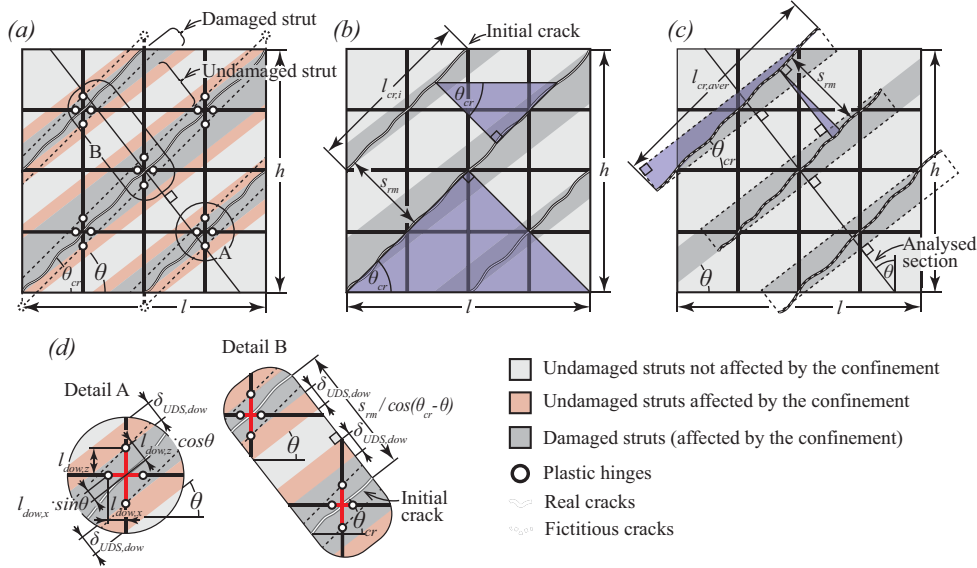 (a)
Damaged strut
Undamaged strut
B
A
θcr
θ
h
l
(b)
Initial crack
lcr,i
θcr
srm
θcr
h
l
(c)
lcr,aver
srm
θcr
h
Analysed
section
θ
θ
l
(d)
Detail A
δUDS,dow
ldow,z·cosθ
ldow,z
ldow,x·sinθ
ldow,x
θ
δUDS,dow
Detail B
δUDS,dow
srm/cos(θcr-θ)
δUDS,dow
θ
Initial
crack
θcr
Undamaged struts not affected by the confinement
Undamaged struts affected by the confinement
Damaged struts (affected by the confinement)
Plastic hinges
Real cracks
Fictitious cracks